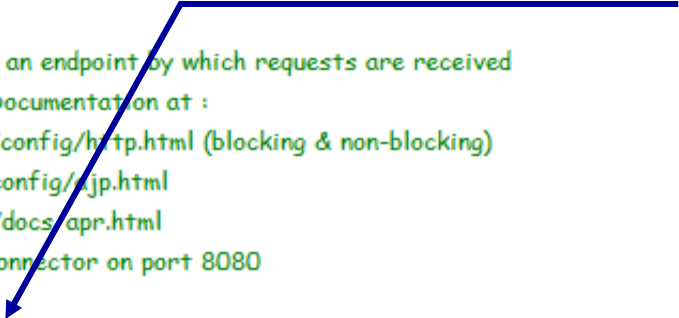 an endpoint by which requests are received
Documentation at :
/config/http.html (blocking & non-blocking)
config/ajp.html
/docs/apr.html
onnector on port 8080